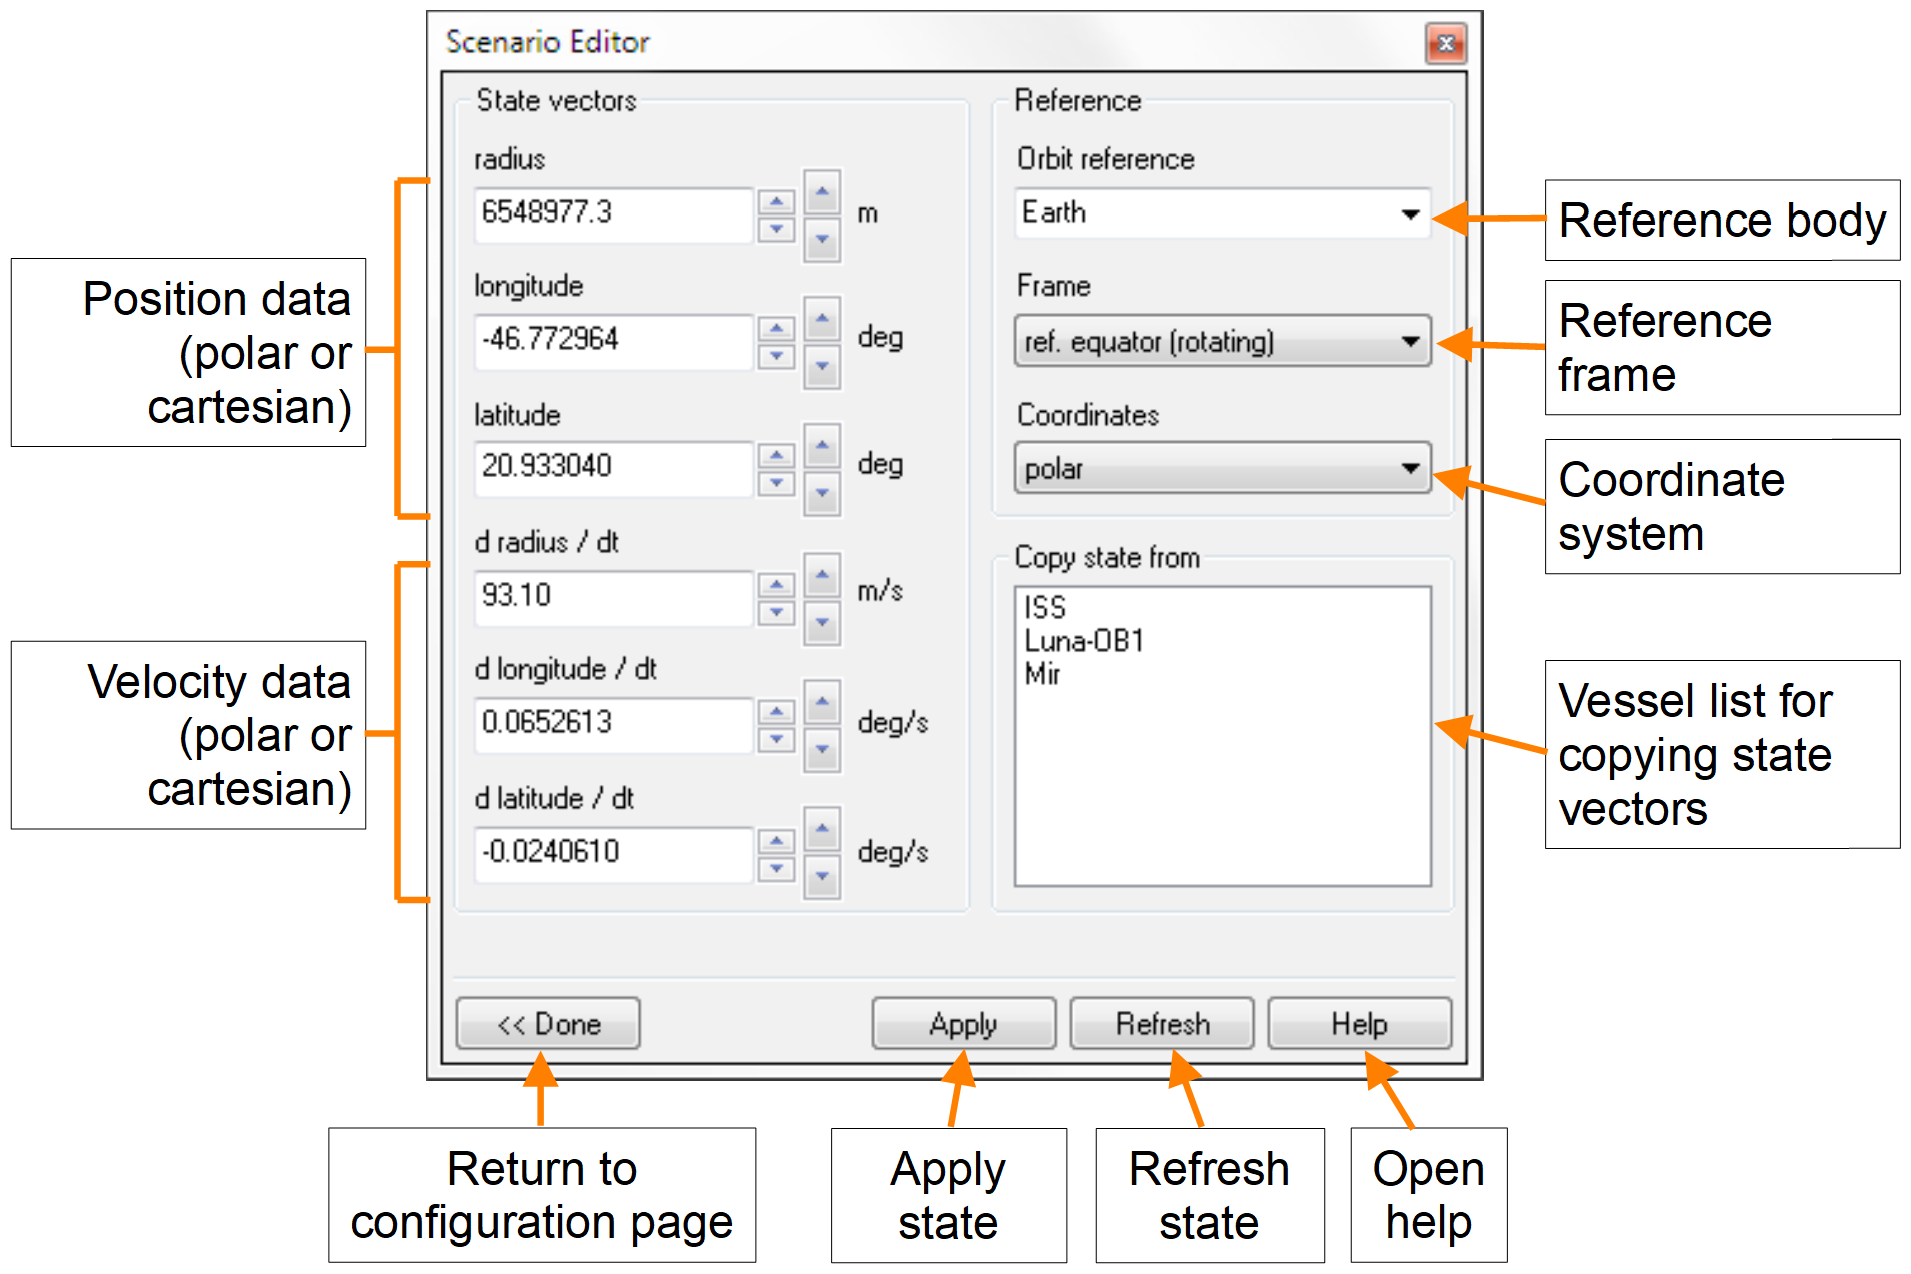 Scenario Editor
State vectors
radius
6548977.3
m
longitude
-46.772964
deg
latitude
20.933040
deg
d radius / dt
93.10
m/s
d longitude / dt
0.0652613
deg/s
d latitude / dt
-0.0240610
deg/s
Reference
Orbit reference
Earth
Frame
ref. equator (rotating)
Coordinates
polar
Copy state from
ISS
Luna-OB1
Mir
<< Done
Apply
Refresh
Help
Position data
(polar or
cartesian)
Velocity data
(polar or
cartesian)
Reference body
Reference
frame
Coordinate
system
Vessel list for
copying state
vectors
Return to
configuration page
Apply
state
Refresh
state
Open
help